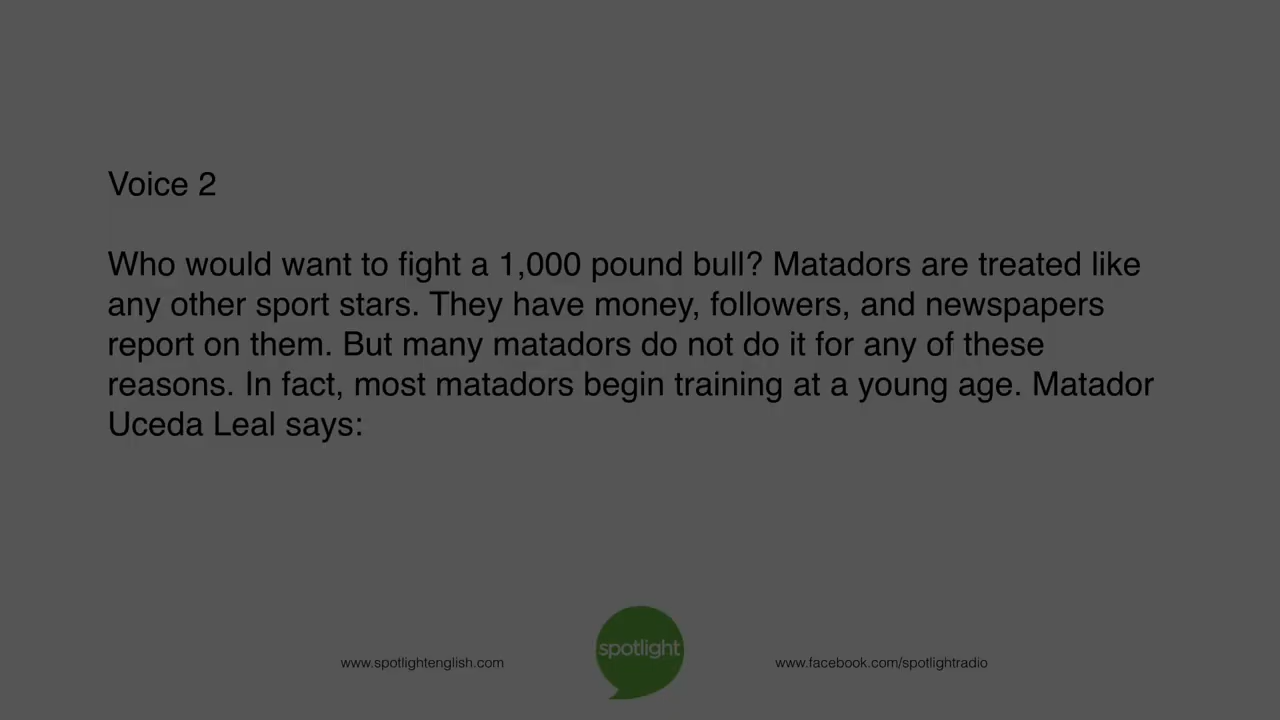 Voice 2
Who would want to fight a 1,000 pound bull? Matadors are treated like
any other sport stars. They have money, followers, and newspapers
report on them. But many matadors do not do it for any of these
reasons. In fact, most matadors begin training at a young age. Matador
Uceda Leal says:
spotlight
www.spotlightenglish.com
www.facebook.com/spotlightradio